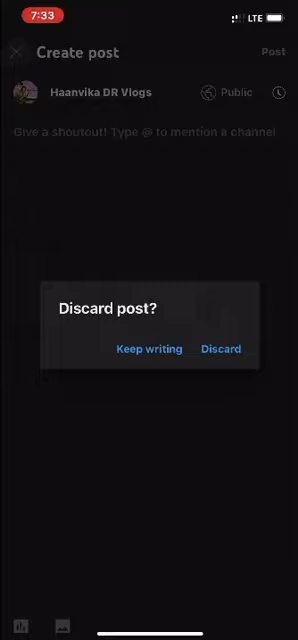 7:33
LTE
Create post
Post
Haanvika DR Vlogs
Public
Give a shoutout! Type @ to mention a channel
Discard post?
Keep writing Discard